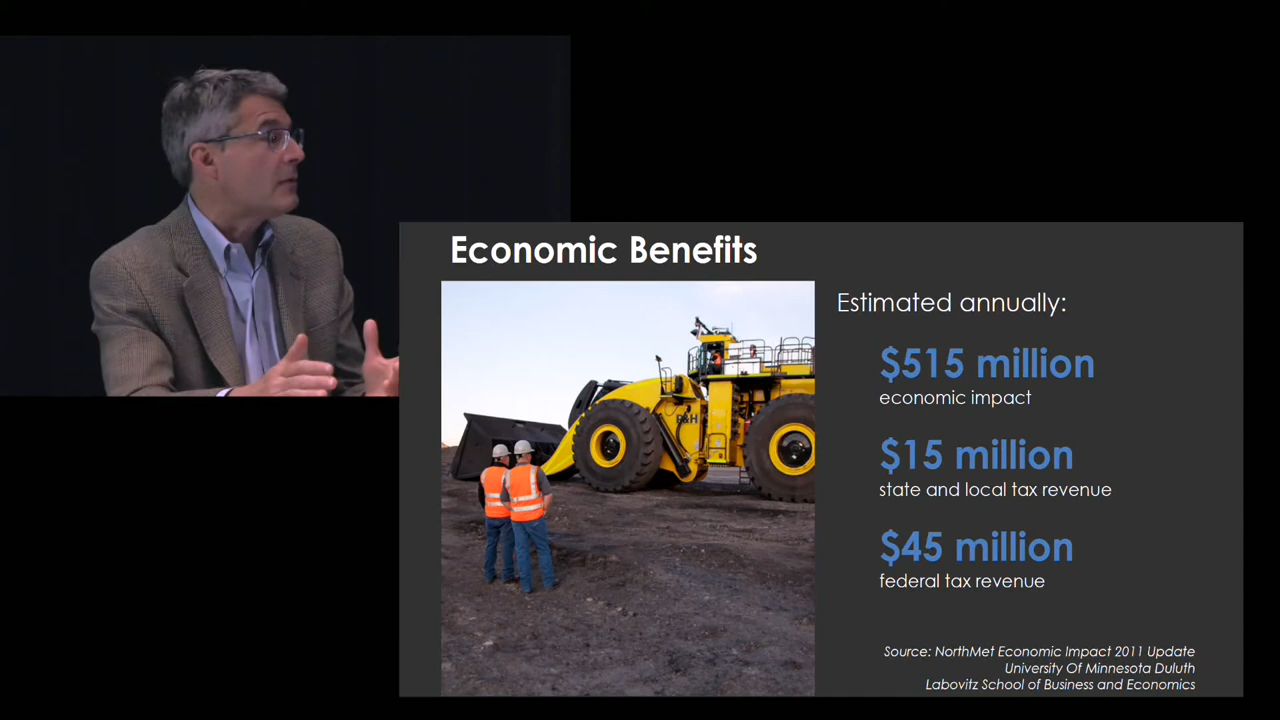 Economic Benefits
Estimated annually:
$515 million
economic impact
$15 million
state and local tax revenue
$45 million
federal tax revenue
P&H
Source: NorthMet Economic Impact 2011 Update
University Of Minnesota Duluth
Labovitz School of Business and Economics